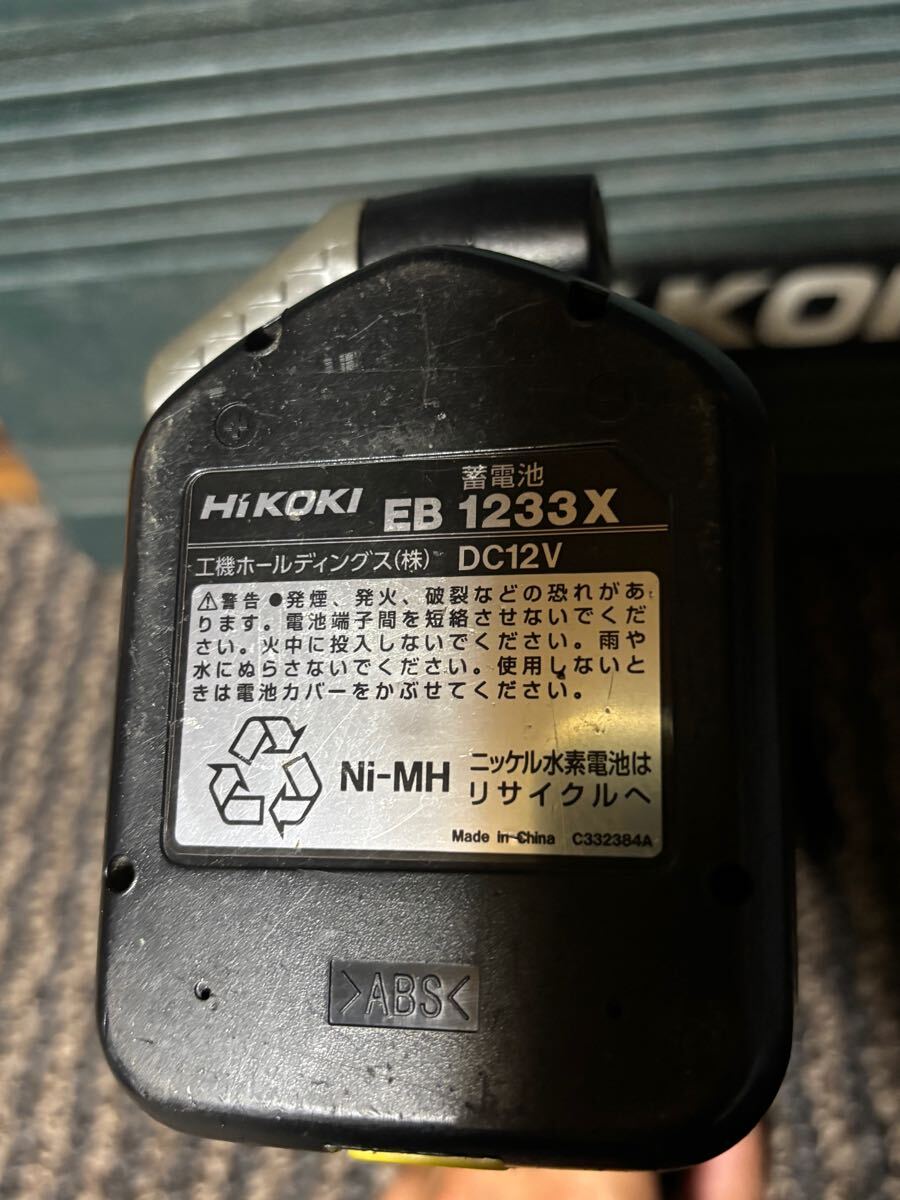 KOK
HiKOKI
蓄電池
EB 1233X
工機ホールディングス(株) DC12V
⚠警告 ●発煙、発火、破裂などの恐れがあ
ります。電池端子間を短絡させないでくだ
さい。火中に投入しないでください。雨や
水にぬらさないでください。使用しないと
きは電池カバーをかぶせてください。
Ni-MH
ニッケル水素電池は
リサイクルへ
Made in China C332384A
>ABS<